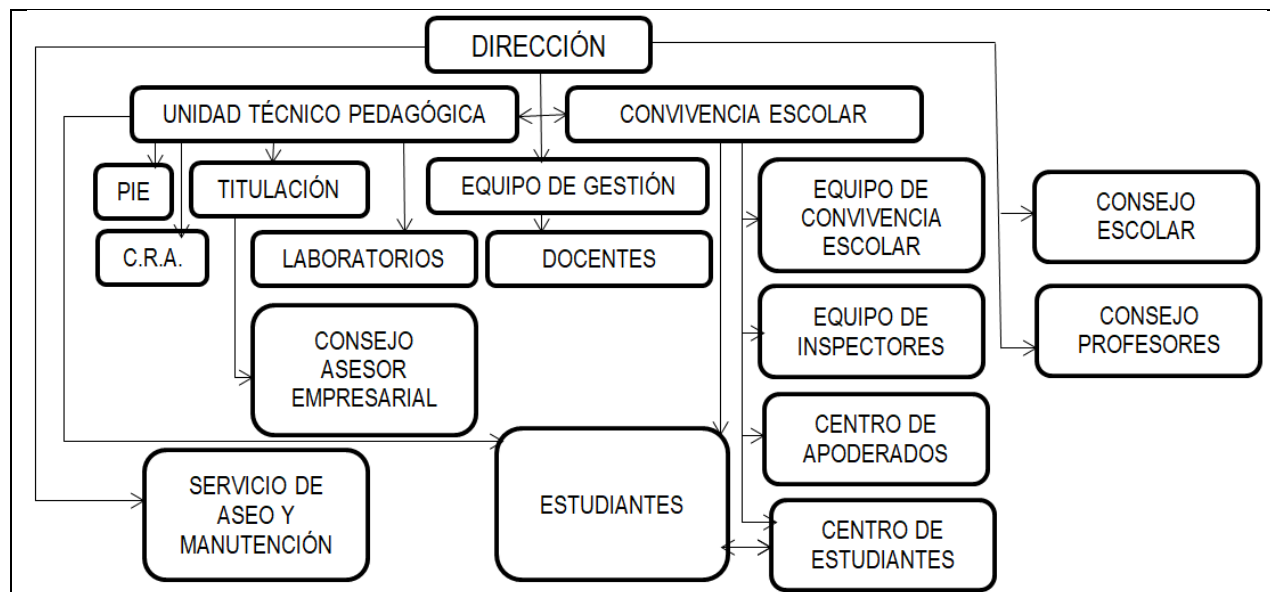 DIRECCIÓN
UNIDAD TÉCNICO PEDAGÓGICA
CONVIVENCIA ESCOLAR
PIE
TITULACIÓN
EQUIPO DE GESTIÓN
EQUIPO DE
CONVIVENCIA
ESCOLAR
CONSEJO
ESCOLAR
C.R.A.
LABORATORIOS
DOCENTES
CONSEJO
ASESOR
EMPRESARIAL
EQUIPO DE
INSPECTORES
CONSEJO
PROFESORES
CENTRO DE
APODERADOS
SERVICIO DE
ASEO Y
MANUTENCIÓN
ESTUDIANTES
CENTRO DE
ESTUDIANTES